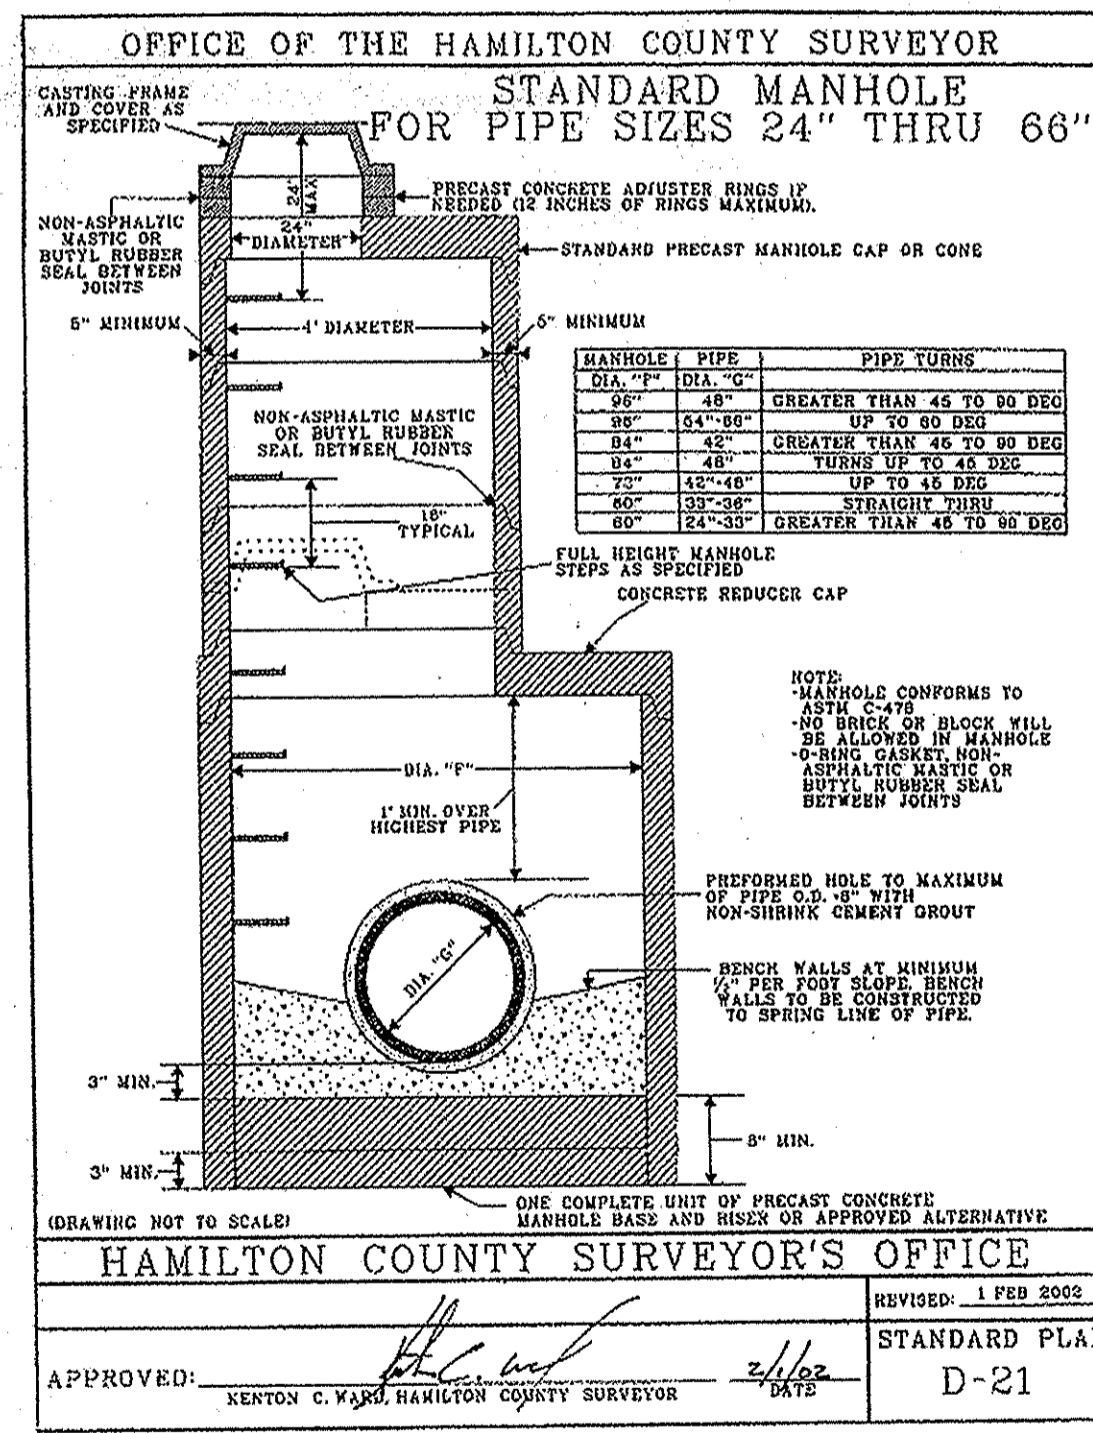 OFFICE OF THE HAMILTON COUNTY SURVEYOR
STANDARD MANHOLE
FOR PIPE SIZES 24" THRU 66"
CASTING FRAME
AND COVER AS
SPECIFIED
24"
MAX
PRECAST CONCRETE ADJUSTER RINGS IF
NEEDED (12 INCHES OF RINGS MAXIMUM).
NON-ASPHALTIC
MASTIC OR
BUTYL RUBBER
SEAL BETWEEN
JOINTS
24"
DIAMETER
STANDARD PRECAST MANHOLE CAP OR CONE
5" MINIMUM
4' DIAMETER
5" MINIMUM
MANHOLE PIPE PIPE TURNS
DIA. "F" DIA. "G"
96" 48" GREATER THAN 45 TO 90 DEG
96" 54"-66" UP TO 60 DEG
84" 42" GREATER THAN 45 TO 90 DEG
84" 48" TURNS UP TO 45 DEG
72" 42"-48" UP TO 45 DEG
60" 33"-36" STRAIGHT THRU
60" 24"-33" GREATER THAN 45 TO 90 DEG
NON-ASPHALTIC MASTIC
OR BUTYL RUBBER
SEAL BETWEEN JOINTS
16"
TYPICAL
FULL HEIGHT MANHOLE
STEPS AS SPECIFIED
CONCRETE REDUCER CAP
NOTE:
-MANHOLE CONFORMS TO
ASTM C-478
-NO BRICK OR BLOCK WILL
BE ALLOWED IN MANHOLE
-O-RING GASKET, NON-
ASPHALTIC MASTIC OR
BUTYL RUBBER SEAL
BETWEEN JOINTS
DIA. "F"
1' MIN. OVER
HIGHEST PIPE
PREFORMED HOLE TO MAXIMUM
OF PIPE O.D. +8" WITH
NON-SHRINK CEMENT GROUT
DIA. "G"
BENCH WALLS AT MINIMUM
½" PER FOOT SLOPE. BENCH
WALLS TO BE CONSTRUCTED
TO SPRING LINE OF PIPE.
3" MIN.
8" MIN.
3" MIN.
ONE COMPLETE UNIT OF PRECAST CONCRETE
MANHOLE BASE AND RISER OR APPROVED ALTERNATIVE
(DRAWING NOT TO SCALE)
HAMILTON COUNTY SURVEYOR'S OFFICE
REVISED: 1 FEB 2002
STANDARD PLA
D-21
APPROVED: 2/1/02
KENTON C. WARD, HAMILTON COUNTY SURVEYOR DATE